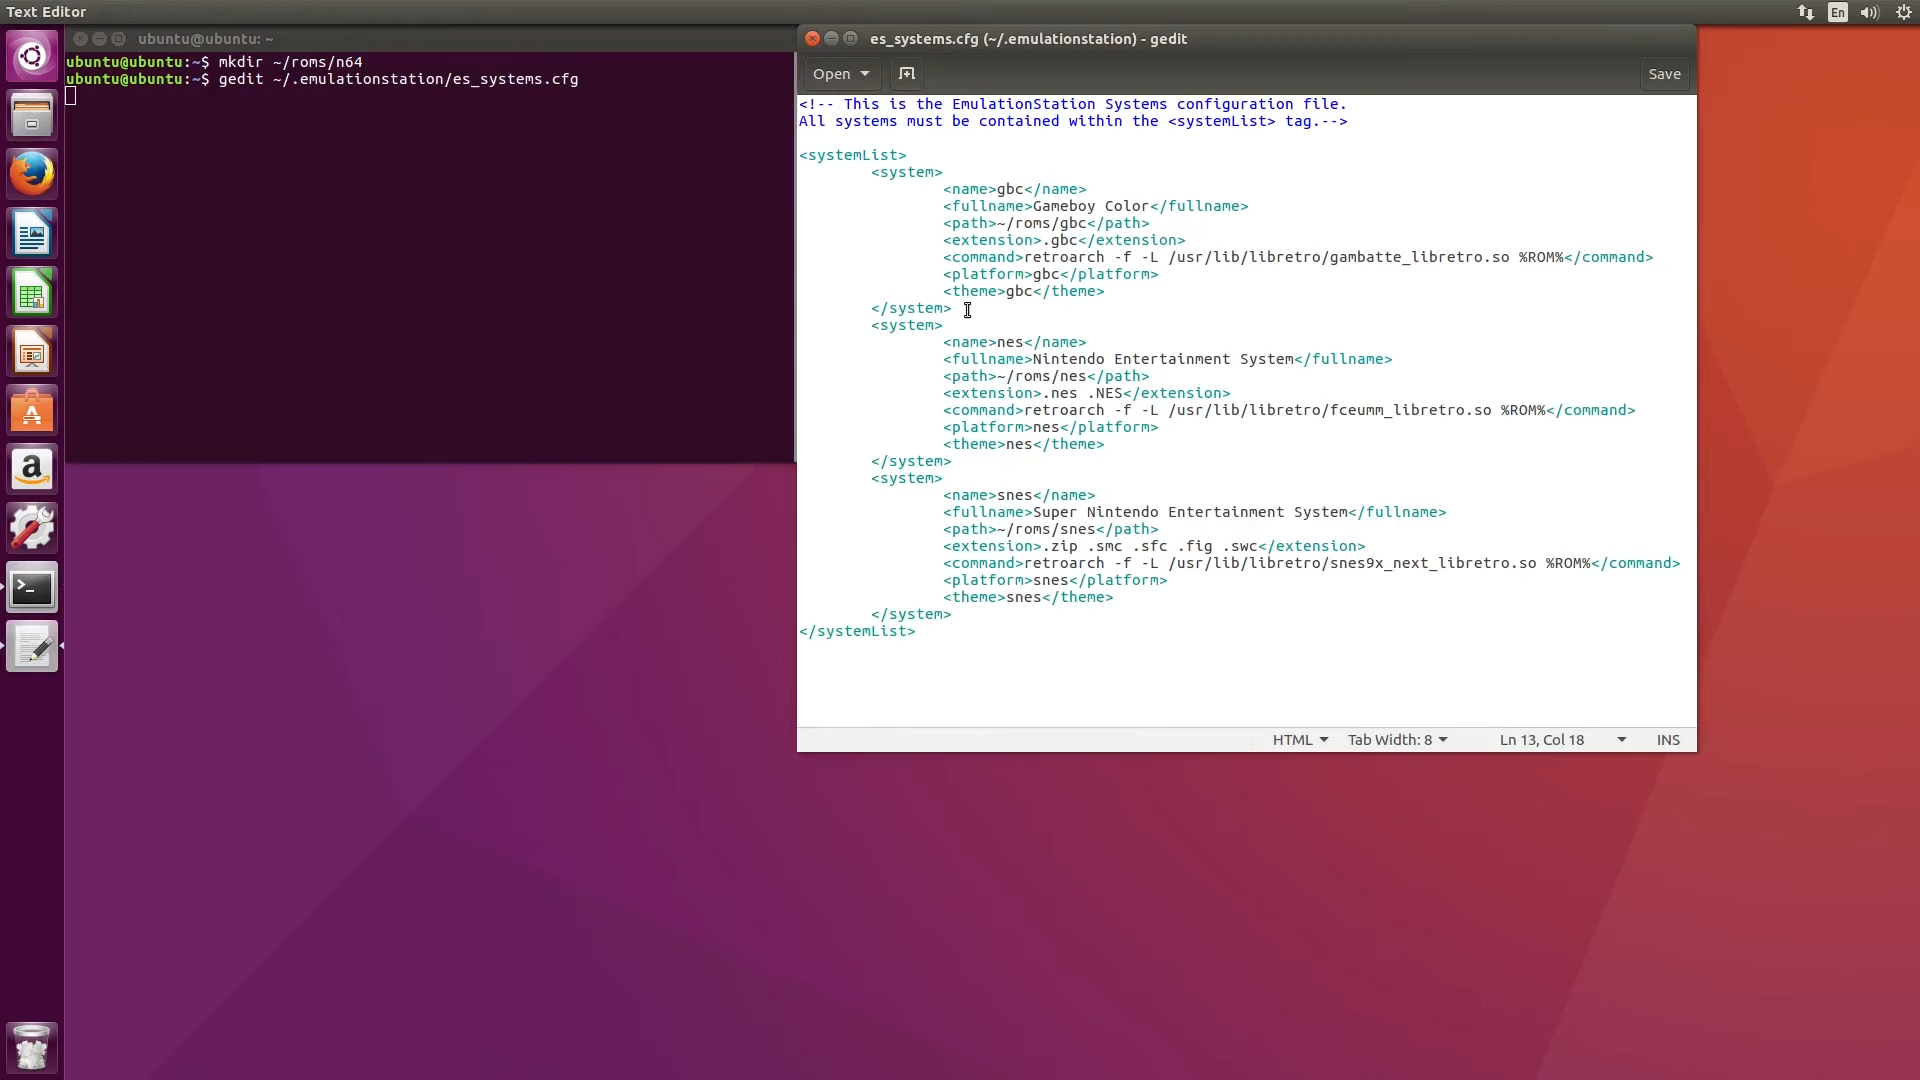 Text Editor
En
ubuntu@ubuntu: ~
ubuntu@ubuntu:~$ mkdir ~/roms/n64
ubuntu@ubuntu:~$ gedit ~/.emulationstation/es_systems.cfg
es_systems.cfg (~/.emulationstation) - gedit
Open
Save
<!-- This is the EmulationStation Systems configuration file.
All systems must be contained within the <systemList> tag.-->
<systemList>
<system>
<name>gbc</name>
<fullname>Gameboy Color</fullname>
<path>~/roms/gbc</path>
<extension>.gbc</extension>
<command>retroarch -f -L /usr/lib/libretro/gambatte_libretro.so %ROM%</command>
<platform>gbc</platform>
<theme>gbc</theme>
</system>
<system>
<name>nes</name>
<fullname>Nintendo Entertainment System</fullname>
<path>~/roms/nes</path>
<extension>.nes .NES</extension>
<command>retroarch -f -L /usr/lib/libretro/fceumm_libretro.so %ROM%</command>
<platform>nes</platform>
<theme>nes</theme>
</system>
<system>
<name>snes</name>
<fullname>Super Nintendo Entertainment System</fullname>
<path>~/roms/snes</path>
<extension>.zip .smc .sfc .fig .swc</extension>
<command>retroarch -f -L /usr/lib/libretro/snes9x_next_libretro.so %ROM%</command>
<platform>snes</platform>
<theme>snes</theme>
</system>
</systemList>
HTML Tab Width: 8 Ln 13, Col 18 INS